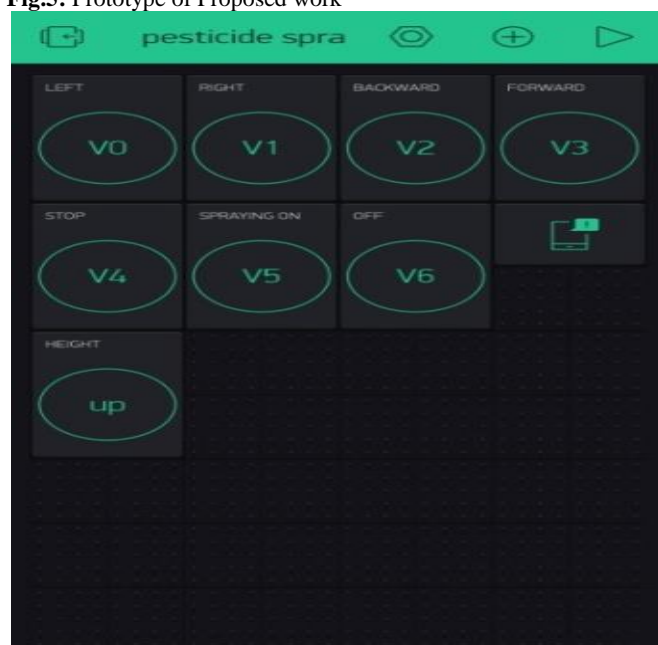 Fig.5: Prototype of Proposed work
pesticide spra
LEFT RIGHT BACKWARD FORWARD
V0 V1 V2 V3
STOP SPRAYING ON OFF
V4 V5 V6
HEIGHT
up